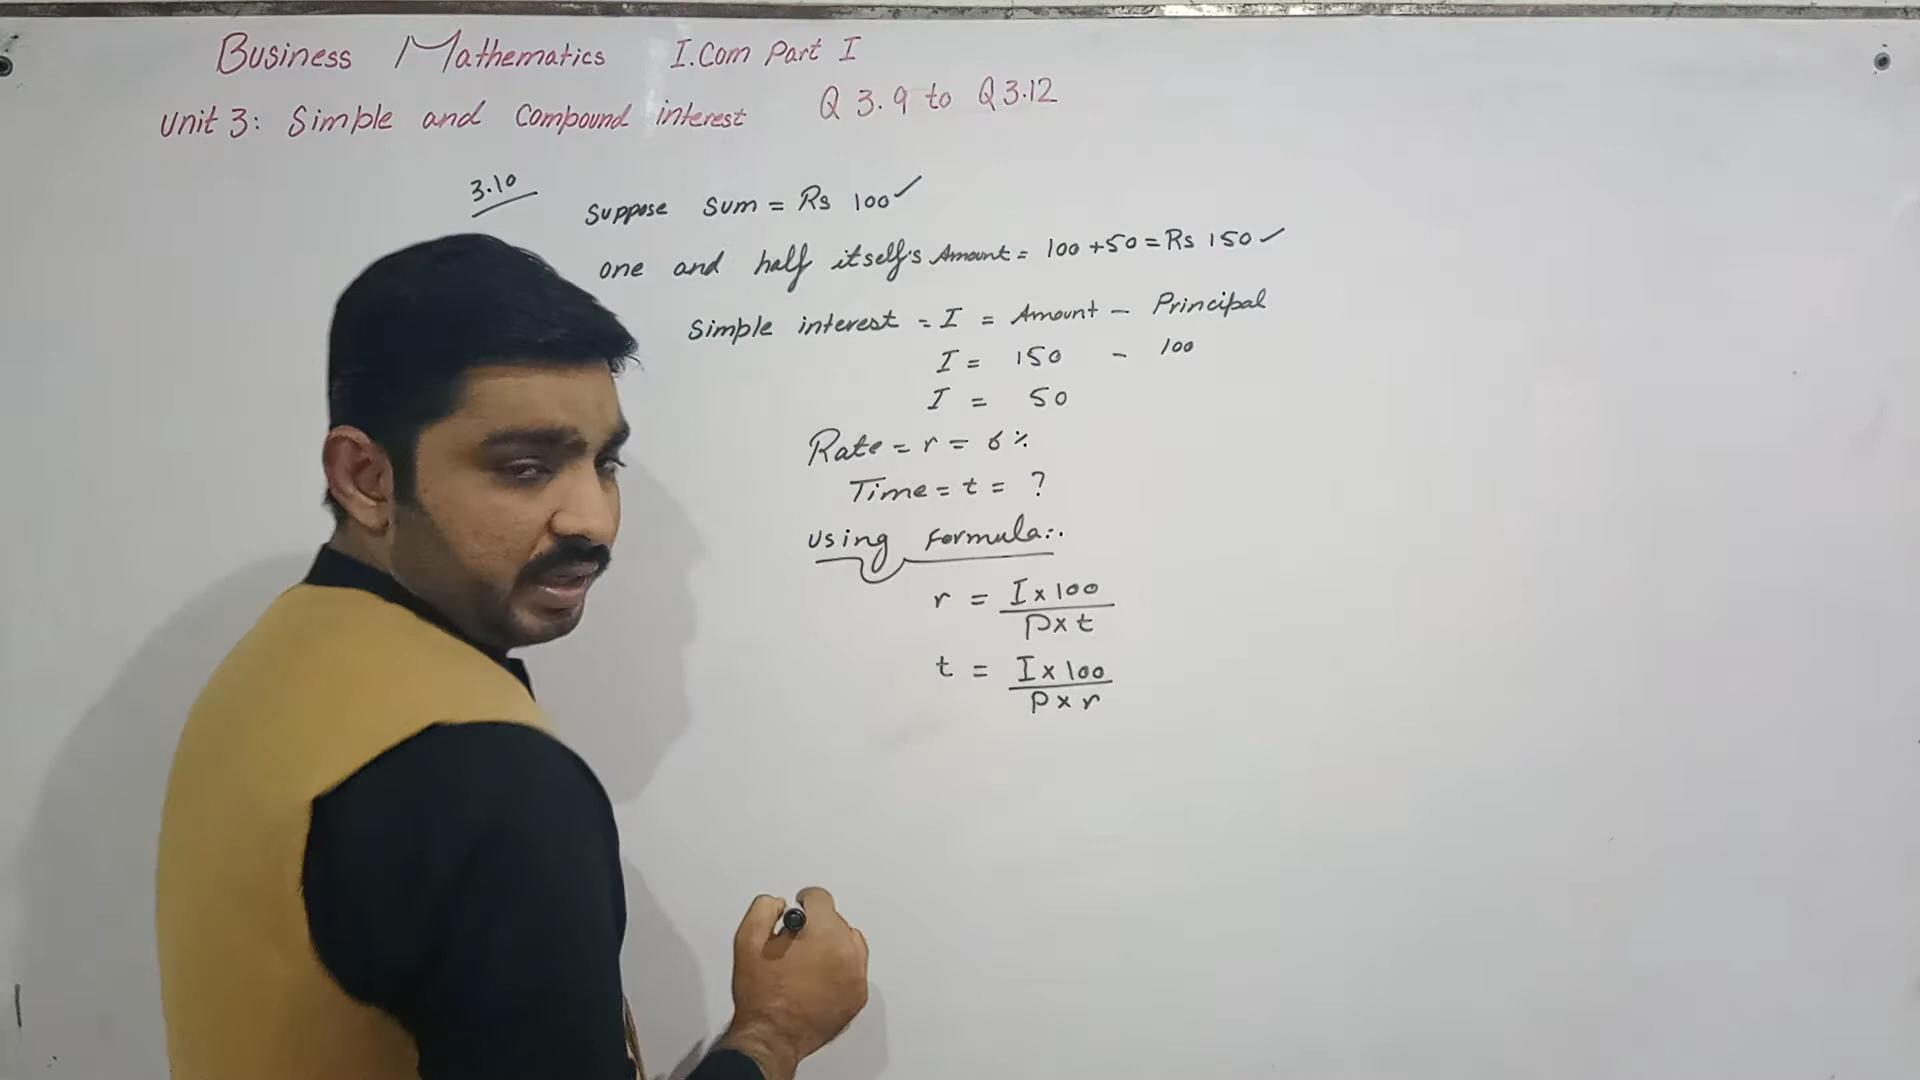 Business Mathematics I.Com Part I
Unit 3: Simple and Compound interest Q 3.9 to Q 3.12
3.10
Suppose Sum = Rs 100 ✓
one and half itself's Amount = 100 + 50 = Rs 150 ✓
Simple interest = I = Amount - Principal
I = 150 - 100
I = 50
Rate = r = 6 %
Time = t = ?
Using Formula:.
r = I x 100 / P x t
t = I x 100 / P x r